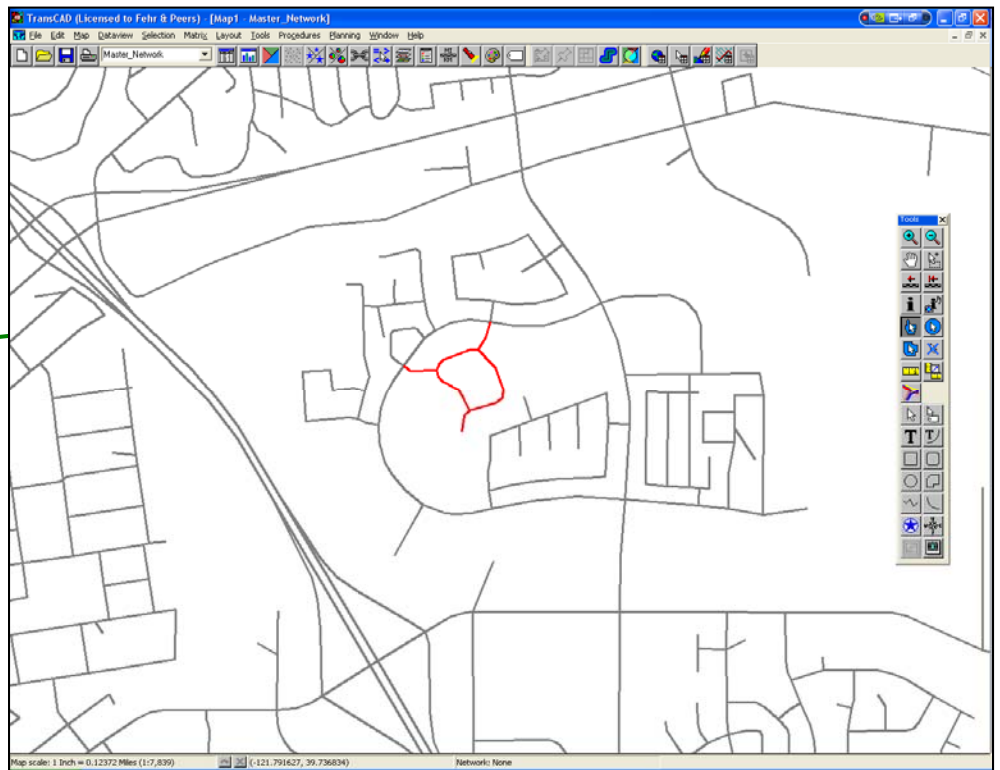 TransCAD (Licensed to Fehr & Peers) - [Map1 - Master_Network]
File Edit Map Dataview Selection Matrix Layout Tools Procedures Planning Window Help
Master_Network
Tools
T T
Map scale: 1 Inch = 0.12372 Miles (1:7,839) (-121.791627, 39.736834) Network: None